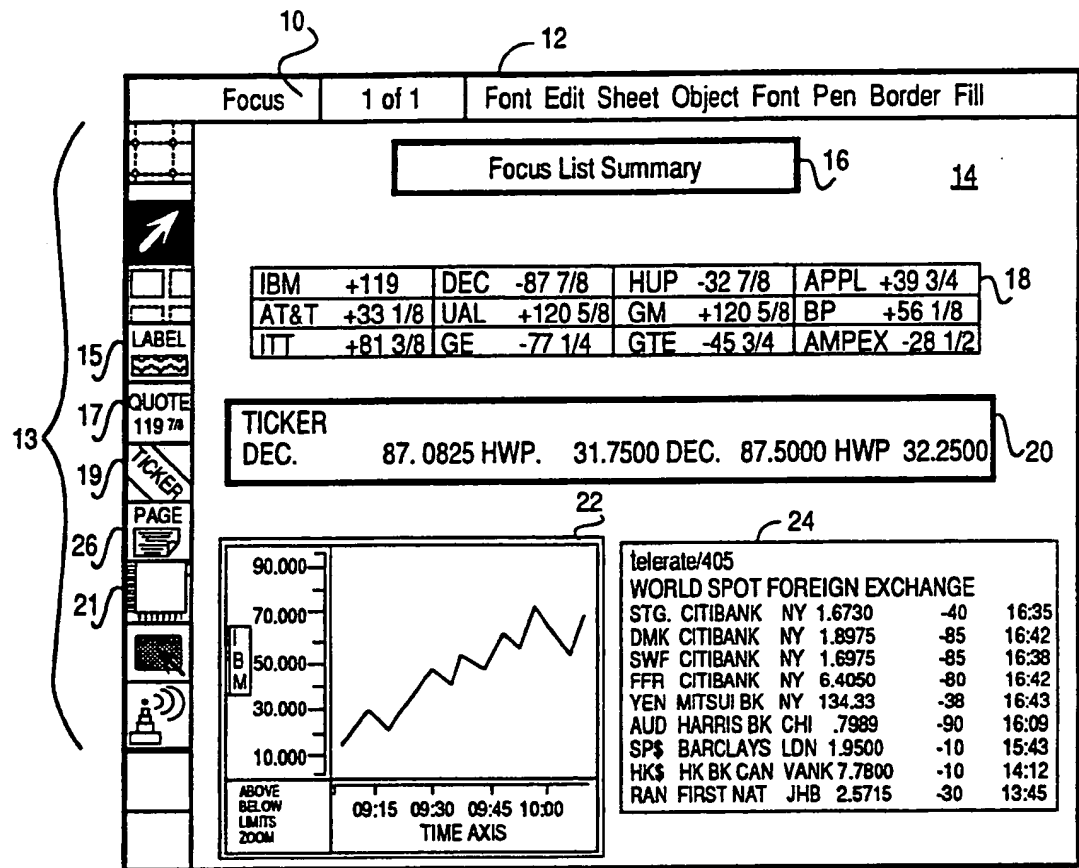 10
12
Focus 1 of 1 Font Edit Sheet Object Font Pen Border Fill
Focus List Summary
16
14
IBM +119 DEC -87 7/8 HUP -32 7/8 APPL +39 3/4
18
AT&T +33 1/8 UAL +120 5/8 GM +120 5/8 BP +56 1/8
ITT +81 3/8 GE -77 1/4 GTE -45 3/4 AMPEX -28 1/2
13
15
LABEL
17
QUOTE
119 7/8
19
TICKER
26
PAGE
21
TICKER
DEC. 87.0825 HWP. 31.7500 DEC. 87.5000 HWP 32.2500
20
22
90.000
70.000
50.000
30.000
10.000
IBM
ABOVE
BELOW
LIMITS
ZOOM
09:15 09:30 09:45 10:00
TIME AXIS
24
telerate/405
WORLD SPOT FOREIGN EXCHANGE
STG. CITIBANK NY 1.6730 -40 16:35
DMK CITIBANK NY 1.8975 -85 16:42
SWF CITIBANK NY 1.6975 -85 16:38
FFR CITIBANK NY 6.4050 -80 16:42
YEN MITSUI BK NY 134.33 -38 16:43
AUD HARRIS BK CHI .7989 -90 16:09
SP$ BARCLAYS LDN 1.9500 -10 15:43
HK$ HK BK CAN VANK 7.7800 -10 14:12
RAN FIRST NAT JHB 2.5715 -30 13:45